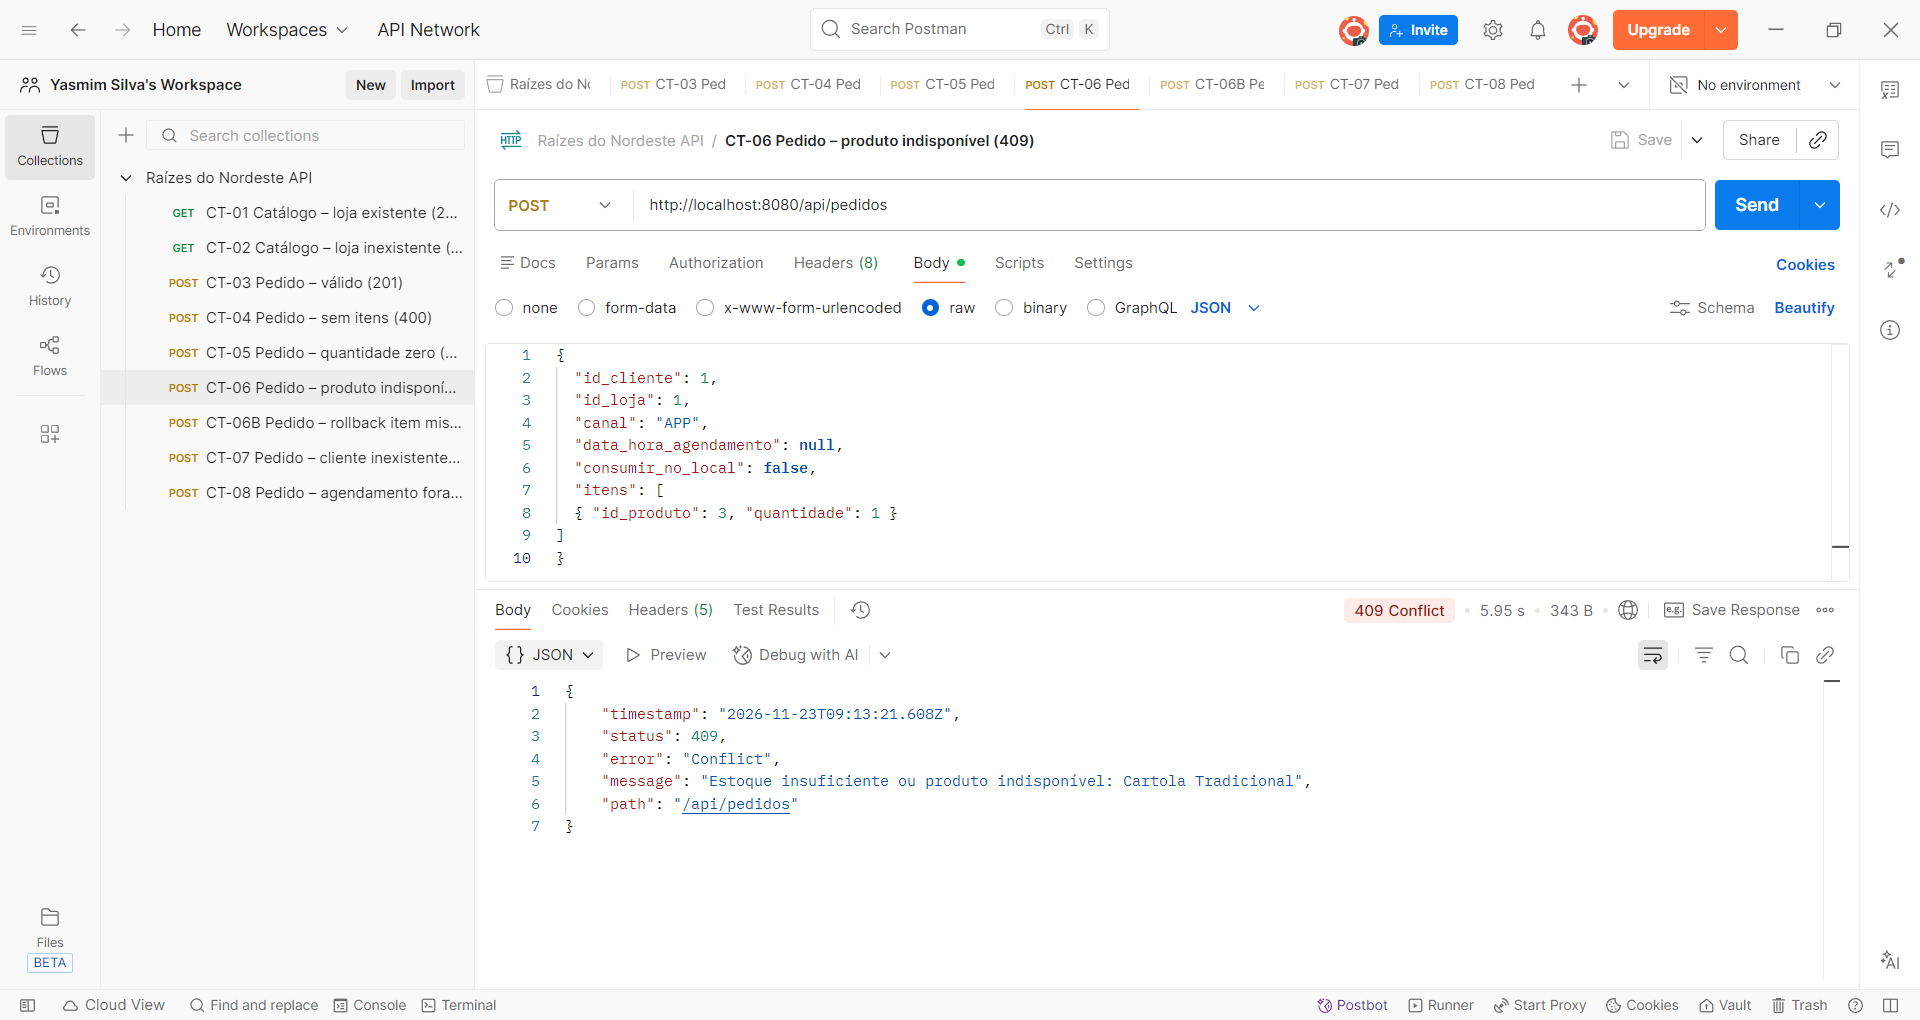 Home Workspaces API Network Search Postman Ctrl K Invite Upgrade
Yasmim Silva's Workspace New Import
Raízes do No POST CT-03 Ped POST CT-04 Ped POST CT-05 Ped POST CT-06 Ped POST CT-06B Pe POST CT-07 Ped POST CT-08 Ped No environment
Collections
Environments
History
Flows
Files
BETA
Search collections
Raízes do Nordeste API
GET CT-01 Catálogo – loja existente (2...
GET CT-02 Catálogo – loja inexistente (...
POST CT-03 Pedido – válido (201)
POST CT-04 Pedido – sem itens (400)
POST CT-05 Pedido – quantidade zero (...
POST CT-06 Pedido – produto indisponí...
POST CT-06B Pedido – rollback item mis...
POST CT-07 Pedido – cliente inexistente...
POST CT-08 Pedido – agendamento fora...
HTTP Raízes do Nordeste API / CT-06 Pedido – produto indisponível (409) Save Share
POST http://localhost:8080/api/pedidos Send
Docs Params Authorization Headers (8) Body Scripts Settings Cookies
none form-data x-www-form-urlencoded raw binary GraphQL JSON Schema Beautify
1 {
2 "id_cliente": 1,
3 "id_loja": 1,
4 "canal": "APP",
5 "data_hora_agendamento": null,
6 "consumir_no_local": false,
7 "itens": [
8 { "id_produto": 3, "quantidade": 1 }
9 ]
10 }
Body Cookies Headers (5) Test Results 409 Conflict 5.95 s 343 B e.g. Save Response
{} JSON Preview Debug with AI
1 {
2 "timestamp": "2026-11-23T09:13:21.608Z",
3 "status": 409,
4 "error": "Conflict",
5 "message": "Estoque insuficiente ou produto indisponível: Cartola Tradicional",
6 "path": "/api/pedidos"
7 }
AI
Cloud View Find and replace Console Terminal Postbot Runner Start Proxy Cookies Vault Trash